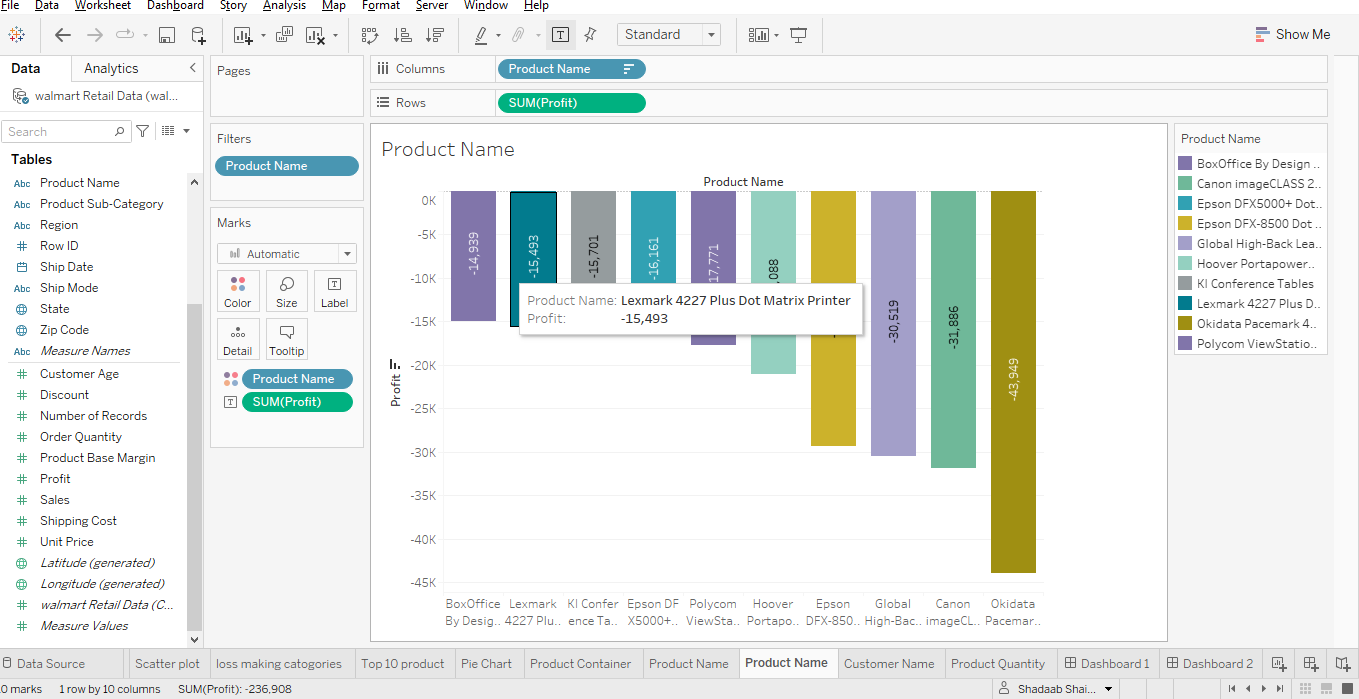 File Data Worksheet Dashboard Story Analysis Map Format Server Window Help
Standard
Show Me
Data Analytics
walmart Retail Data (wal...
Search
Tables
Abc Product Name
Abc Product Sub-Category
Abc Region
Row ID
Ship Date
Abc Ship Mode
State
Zip Code
Abc Measure Names
Customer Age
Discount
Number of Records
Order Quantity
Product Base Margin
Profit
Sales
Shipping Cost
Unit Price
Latitude (generated)
Longitude (generated)
walmart Retail Data (C...
Measure Values
Pages
Filters
Product Name
Marks
Automatic
Color Size Label
Detail Tooltip
Product Name
SUM(Profit)
Columns Product Name
Rows SUM(Profit)
Product Name
Product Name
0K
-5K
-10K
-15K
-20K
-25K
-30K
-35K
-40K
-45K
Profit
-14,939
-15,493
-15,701
-16,161
-30,519
-31,886
-43,949
Product Name: Lexmark 4227 Plus Dot Matrix Printer
Profit: -15,493
BoxOffice By Desig..
Lexmark 4227 Plu..
KI Confer ence Ta..
Epson DF X5000+..
Polycom ViewSta..
Hoover Portapo..
Epson DFX-850..
Global High-Bac..
Canon imageCL..
Okidata Pacemar..
Product Name
BoxOffice By Design ..
Canon imageCLASS 2..
Epson DFX5000+ Dot..
Epson DFX-8500 Dot ..
Global High-Back Lea..
Hoover Portapower..
KI Conference Tables
Lexmark 4227 Plus D..
Okidata Pacemark 4..
Polycom ViewStatio..
Data Source Scatter plot loss making catogories Top 10 product Pie Chart Product Container Product Name Product Name Customer Name Product Quantity Dashboard 1 Dashboard 2
0 marks 1 row by 10 columns SUM(Profit): -236,908 Shadaab Shai...